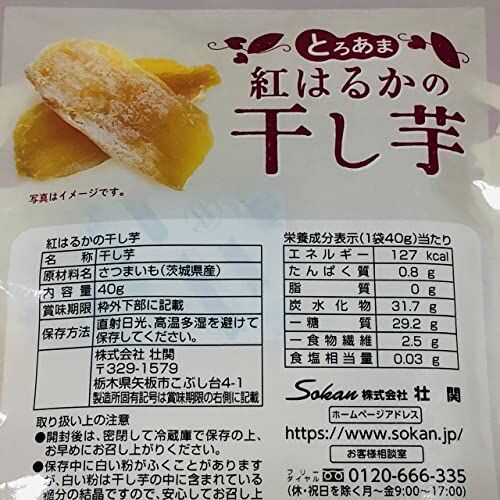 とろあま
紅はるかの
干し芋
写真はイメージです。
紅はるかの干し芋
名 称 干し芋
原材料名 さつまいも(茨城県産)
内 容 量 40g
賞味期限 枠外下部に記載
保存方法 直射日光、高温多湿を避けて
保存してください。
株式会社 壮関
〒329-1579
栃木県矢板市こぶし台4-1
製造所固有記号は賞味期限の右側に記載
取り扱い上の注意
●開封後は、密閉して冷蔵庫で保存の上、
お早めにお召し上がりください。
●保存中に白い粉がふくことがあります
が、白い粉は干し芋の中に含まれている
糖分の結晶ですので、安心してお召し上
栄養成分表示(1袋40g)当たり
エネルギー 127 kcal
たんぱく質 0.8 g
脂 質 0 g
炭水化物 31.7 g
ー糖 質 29.2 g
ー食物繊維 2.5 g
食塩相当量 0.03 g
Sokan 株式会社 壮 関
ホームページアドレス
https://www.sokan.jp/
お客様相談室
フリーダイヤル 0120-666-335
(休・祝日を除く月〜金9:00〜17:00)